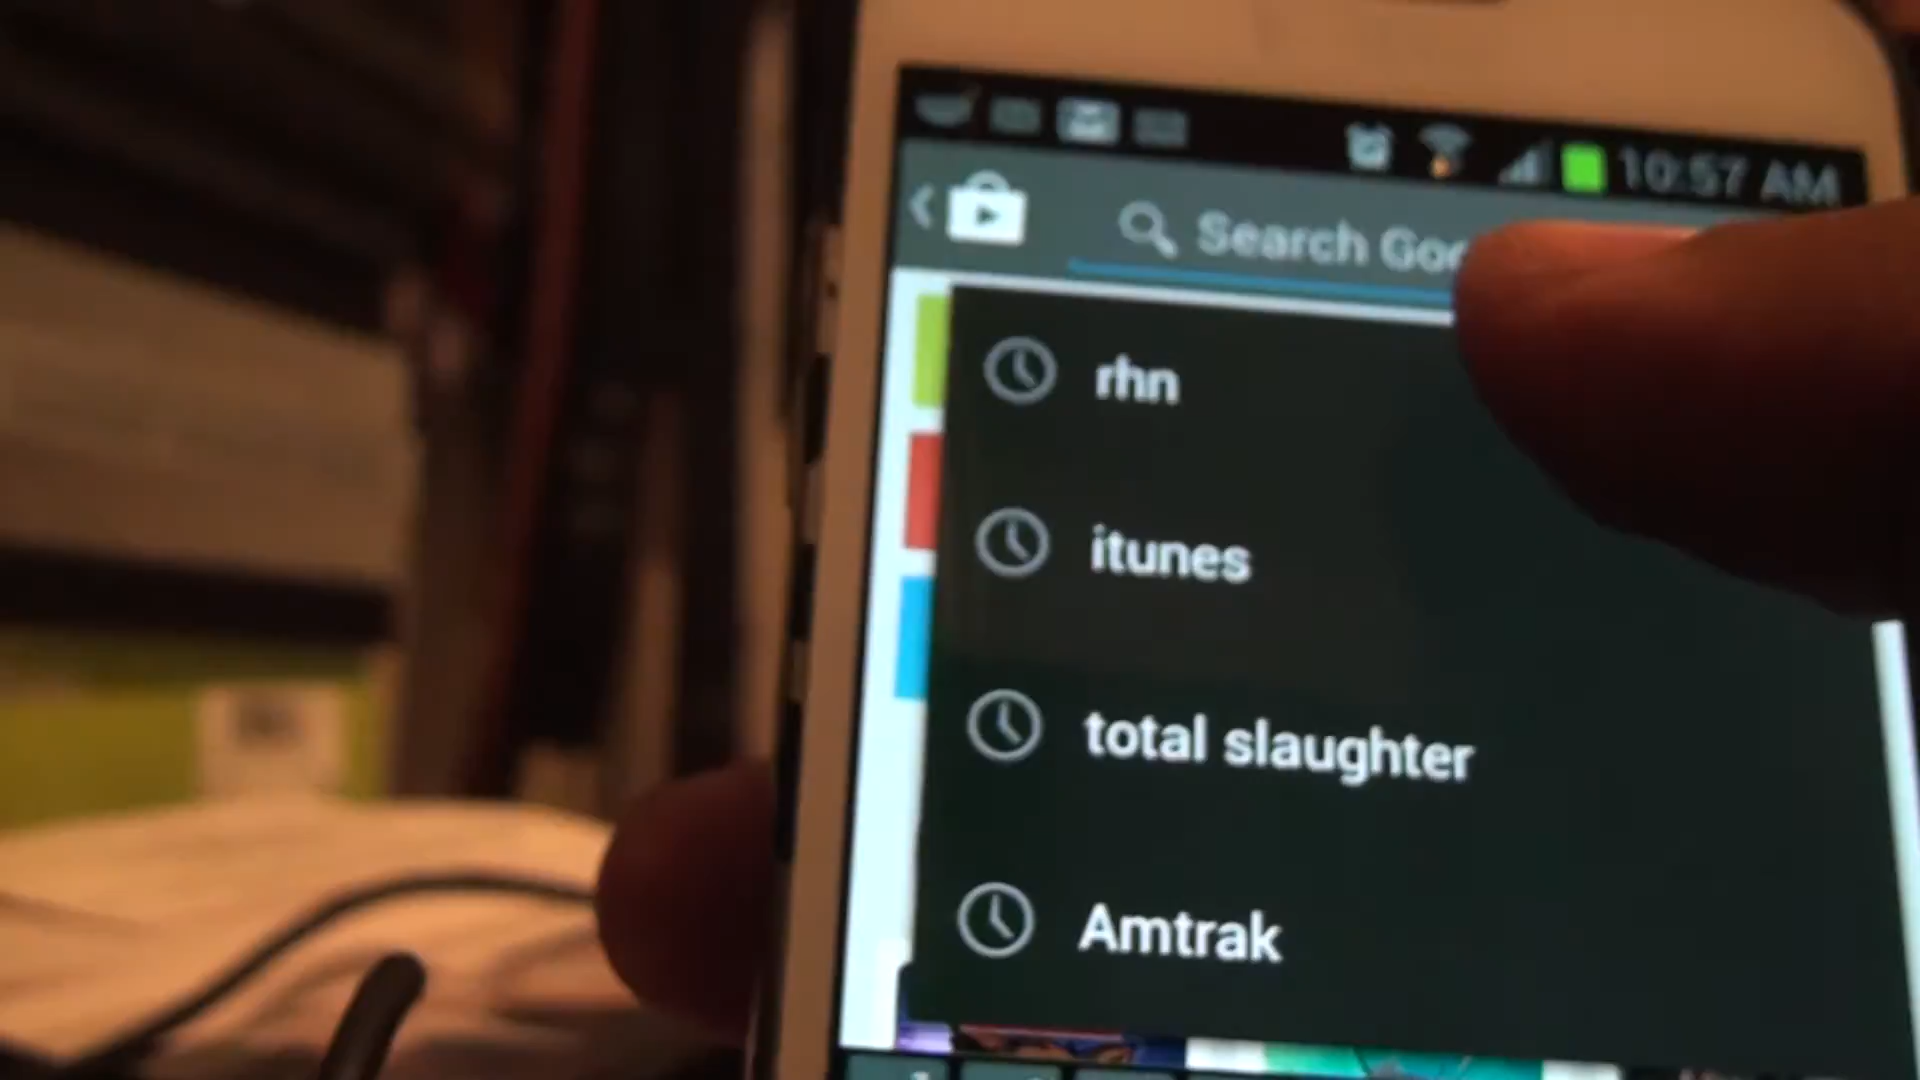 10:57 AM
Search Goo
rhn
itunes
total slaughter
Amtrak